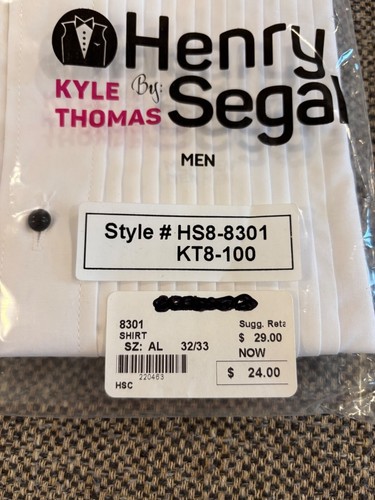 Henry
KYLE By: Segal
THOMAS
MEN
Style # HS8-8301
KT8-100
8301 Sugg. Reta
SHIRT $ 29.00
SZ: AL 32/33 NOW
$ 24.00
220463
HSC